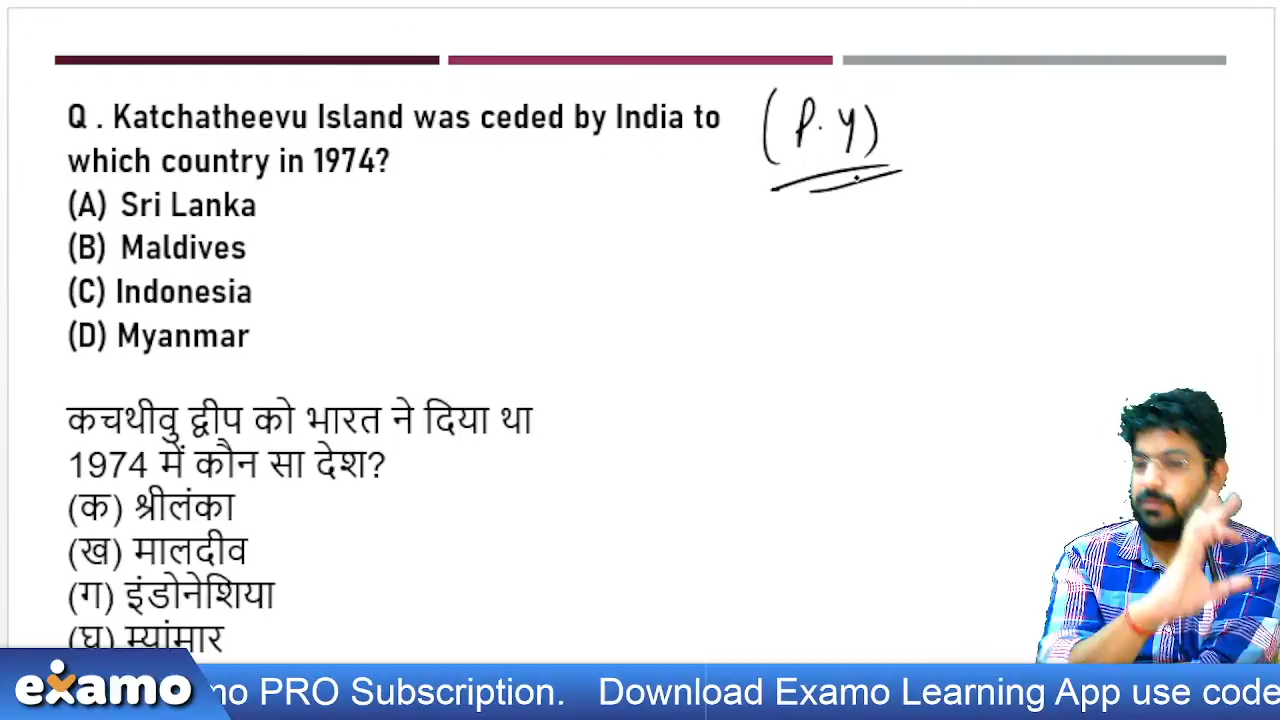 Q . Katchatheevu Island was ceded by India to
which country in 1974?
(P.Y)
(A) Sri Lanka
(B) Maldives
(C) Indonesia
(D) Myanmar
कचथीवु द्वीप को भारत ने दिया था
1974 में कौन सा देश?
(क) श्रीलंका
(ख) मालदीव
(ग) इंडोनेशिया
(घ) म्यांमार
examo
mo PRO Subscription. Download Examo Learning App use code